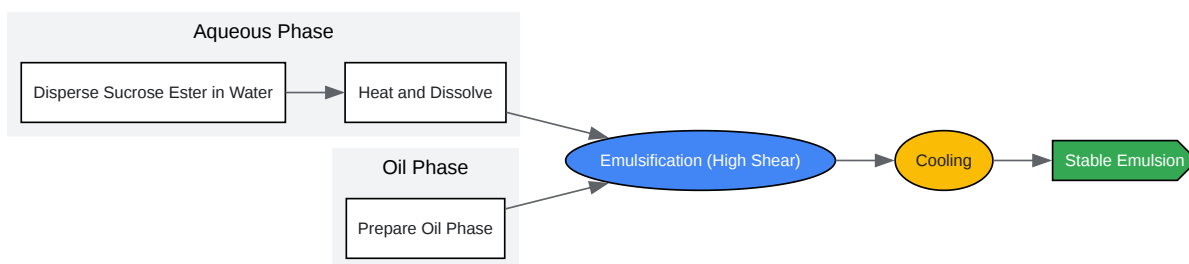 Aqueous Phase
Disperse Sucrose Ester in Water
Heat and Dissolve
Oil Phase
Prepare Oil Phase
Emulsification (High Shear)
Cooling
Stable Emulsion